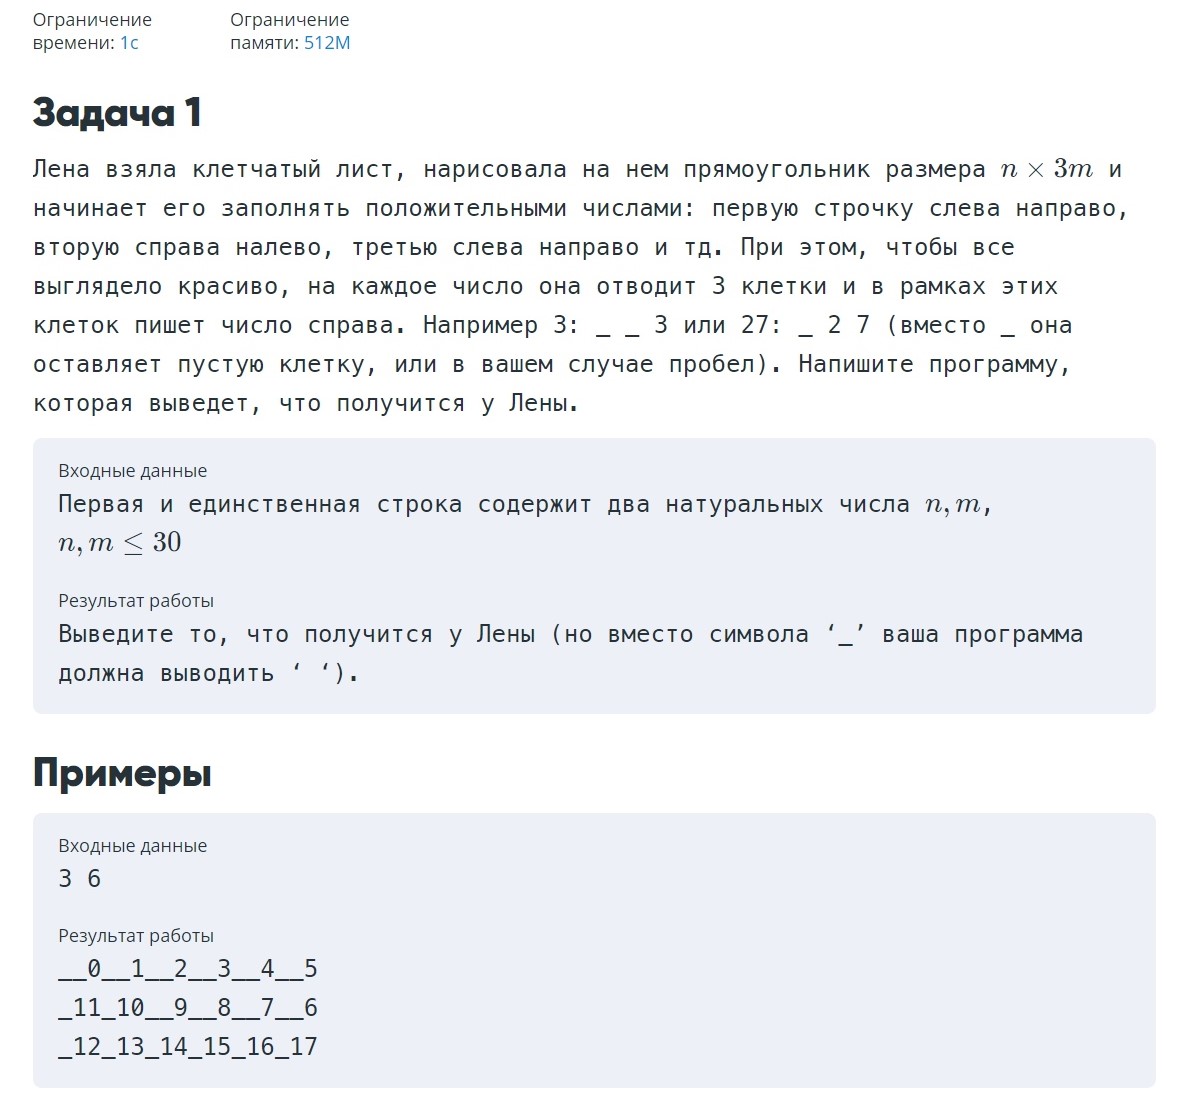 Ограничение
времени: 1с
Ограничение
памяти: 512M
Задача 1
Лена взяла клетчатый лист, нарисовала на нем прямоугольник размера n × 3m и
начинает его заполнять положительными числами: первую строчку слева направо,
вторую справа налево, третью слева направо и тд. При этом, чтобы все
выглядело красиво, на каждое число она отводит 3 клетки и в рамках этих
клеток пишет число справа. Например 3: _ _ 3 или 27: _ 2 7 (вместо _ она
оставляет пустую клетку, или в вашем случае пробел). Напишите программу,
которая выведет, что получится у Лены.
Входные данные
Первая и единственная строка содержит два натуральных числа n, m,
n, m ≤ 30
Результат работы
Выведите то, что получится у Лены (но вместо символа ‘_’ ваша программа
должна выводить ‘ ‘).
Примеры
Входные данные
3 6
Результат работы
__0__1__2__3__4__5
_11_10__9__8__7__6
_12_13_14_15_16_17